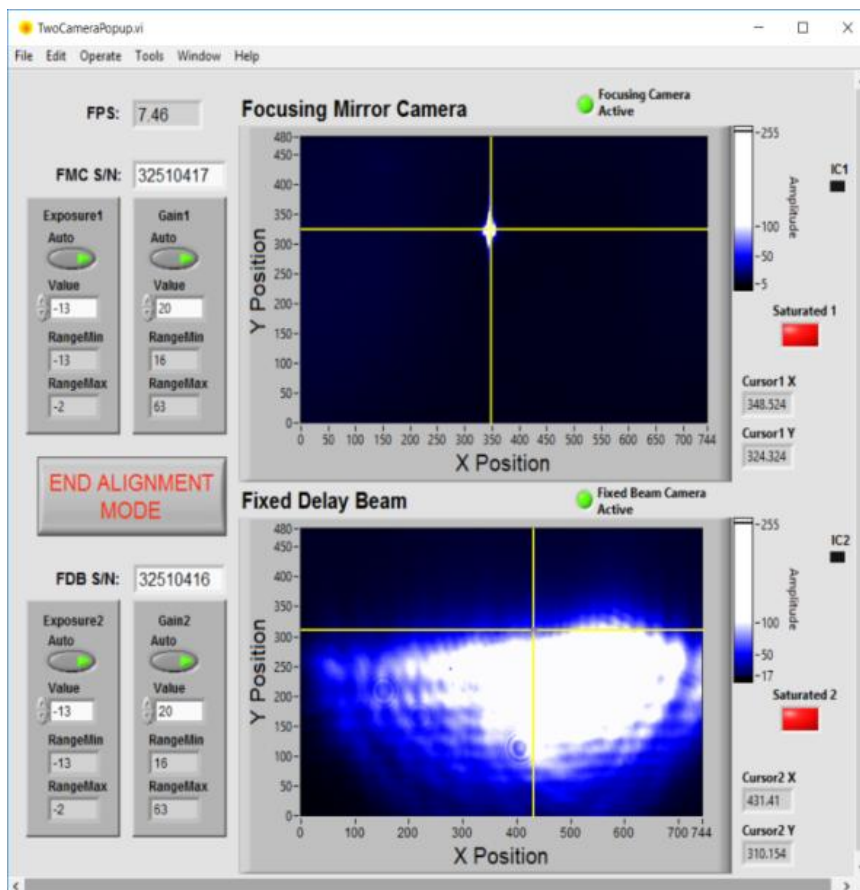 TwoCameraPopup.vi
File Edit Operate Tools Window Help
FPS: 7.46
FMC S/N: 32510417
Exposure1
Auto
Value
-13
RangeMin
-13
RangeMax
-2
Gain1
Auto
Value
20
RangeMin
16
RangeMax
63
Focusing Mirror Camera
Focusing Camera
Active
480
450
400
350
300
250
200
150
100
50
0
Y Position
0 50 100 150 200 250 300 350 400 450 500 550 600 650 700 744
X Position
255
100
50
5
Amplitude
IC1
Saturated 1
Cursor1 X
348.524
Cursor1 Y
324.324
END ALIGNMENT
MODE
FDB S/N: 32510416
Exposure2
Auto
Value
-13
RangeMin
-13
RangeMax
-2
Gain2
Auto
Value
20
RangeMin
16
RangeMax
63
Fixed Delay Beam
Fixed Beam Camera
Active
480
450
400
350
300
250
200
150
100
50
0
Y Position
0 100 200 300 400 500 600 700 744
X Position
255
100
50
17
Amplitude
IC2
Saturated 2
Cursor2 X
431.41
Cursor2 Y
310.154